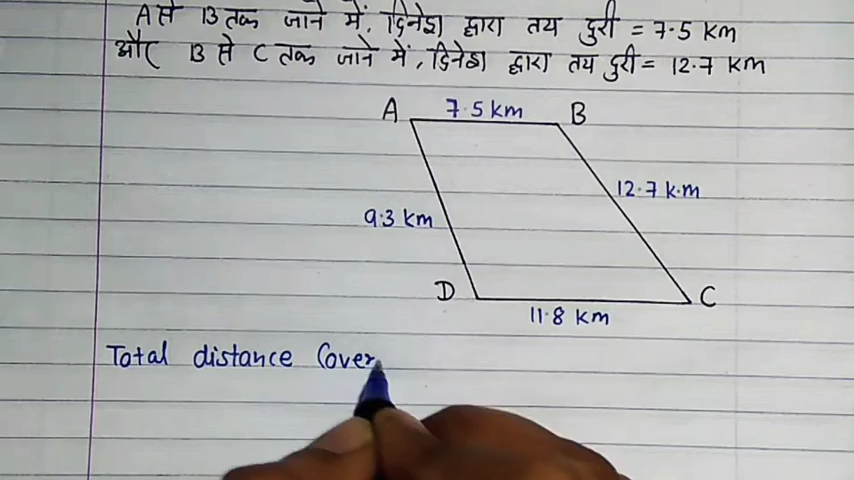 A से B तक जाने में, दिनेश द्वारा तय दुरी = 7.5 km
और B से C तक जाने में, दिनेश द्वारा तय दुरी = 12.7 km
A 7.5 km B
12.7 k.m
9.3 km
D C
11.8 km
Total distance Cover